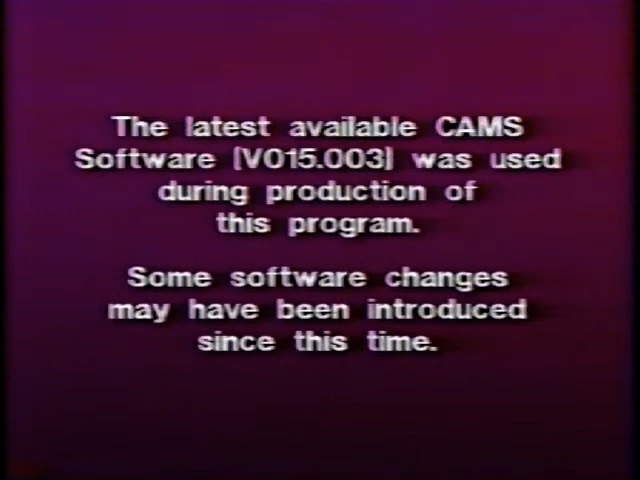 The latest available CAMS
Software [V015.003] was used
during production of
this program.
Some software changes
may have been introduced
since this time.